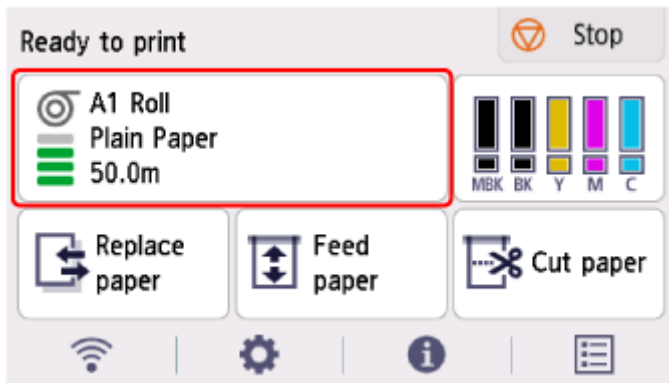 Ready to print
Stop
A1 Roll
Plain Paper
50.0m
MBK BK Y M C
Replace
paper
Feed
paper
Cut paper